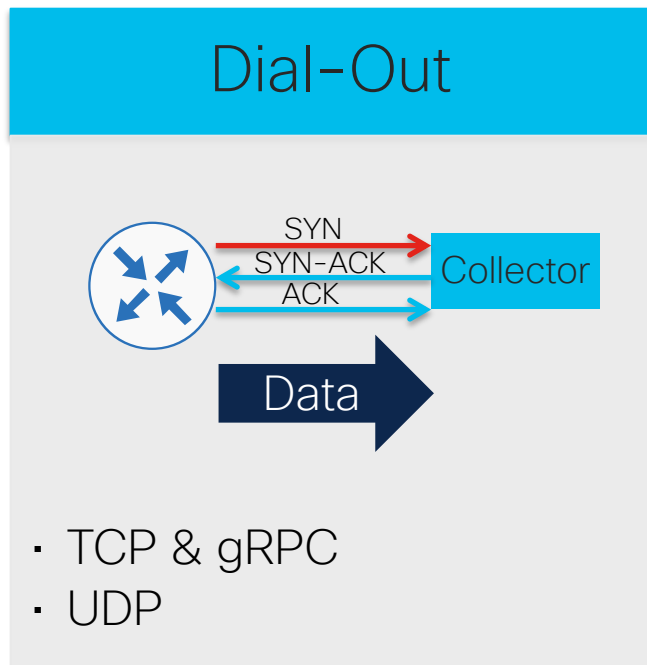 Dial-Out
SYN
SYN-ACK
Collector
ACK
Data
▪ TCP & gRPC
▪ UDP